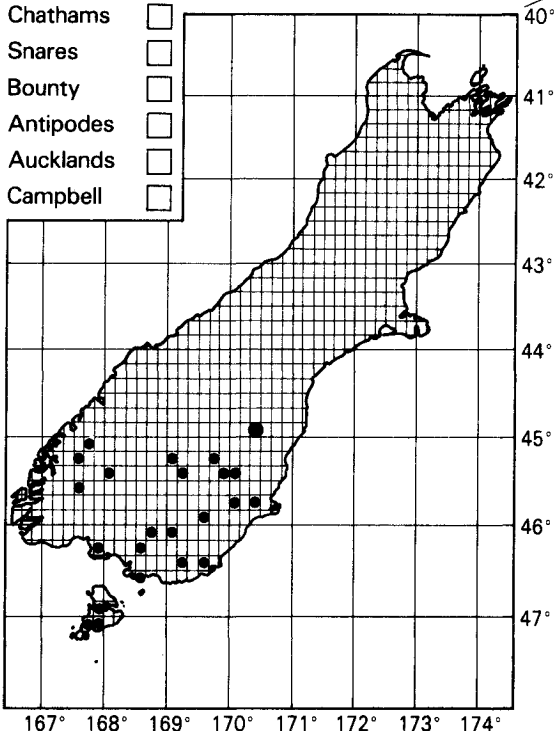 Chathams
Snares
Bounty
Antipodes
Aucklands
Campbell
40°
41°
42°
43°
44°
45°
46°
47°
167° 168° 169° 170° 171° 172° 173° 174°